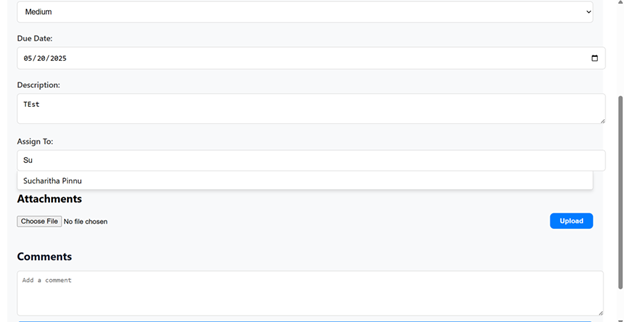 Medium
Due Date:
05/20/2025
Description:
TEst
Assign To:
Su
Sucharitha Pinnu
Attachments
Choose File No file chosen
Upload
Comments
Add a comment